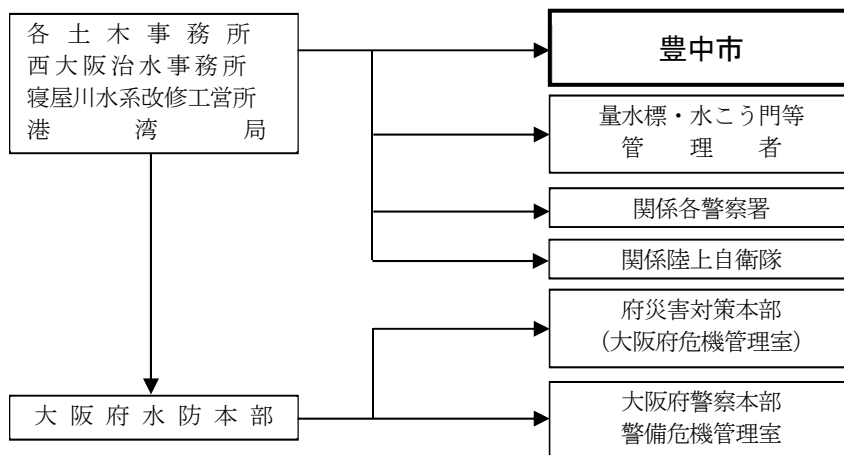 各土木事務所
西大阪治水事務所
寝屋川水系改修工営所
港湾局
豊中市
量水標・水こう門等
管理者
関係各警察署
関係陸上自衛隊
府災害対策本部
(大阪府危機管理室)
大阪府水防本部
大阪府警察本部
警備危機管理室